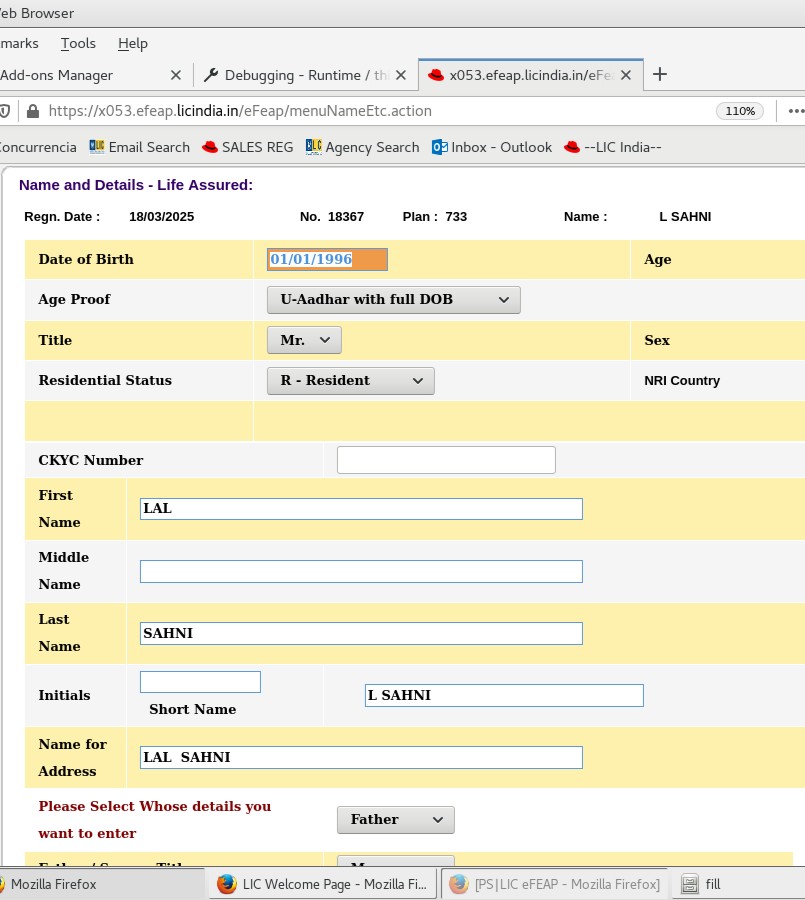 eb Browser
marks Tools Help
Add-ons Manager Debugging - Runtime / thi x053.efeap.licindia.in/eFea
https://x053.efeap.licindia.in/eFeap/menuNameEtc.action 110%
Concurrencia Email Search SALES REG Agency Search Inbox - Outlook --LIC India--
Name and Details - Life Assured:
Regn. Date : 18/03/2025 No. 18367 Plan : 733 Name : L SAHNI
Date of Birth 01/01/1996 Age
Age Proof U-Aadhar with full DOB
Title Mr. Sex
Residential Status R - Resident NRI Country
CKYC Number
First
Name
LAL
Middle
Name
Last
Name
SAHNI
Initials
Short Name
L SAHNI
Name for
Address
LAL SAHNI
Please Select Whose details you
want to enter
Father
Mozilla Firefox LIC Welcome Page - Mozilla Fi... [PS|LIC eFEAP - Mozilla Firefox] fill